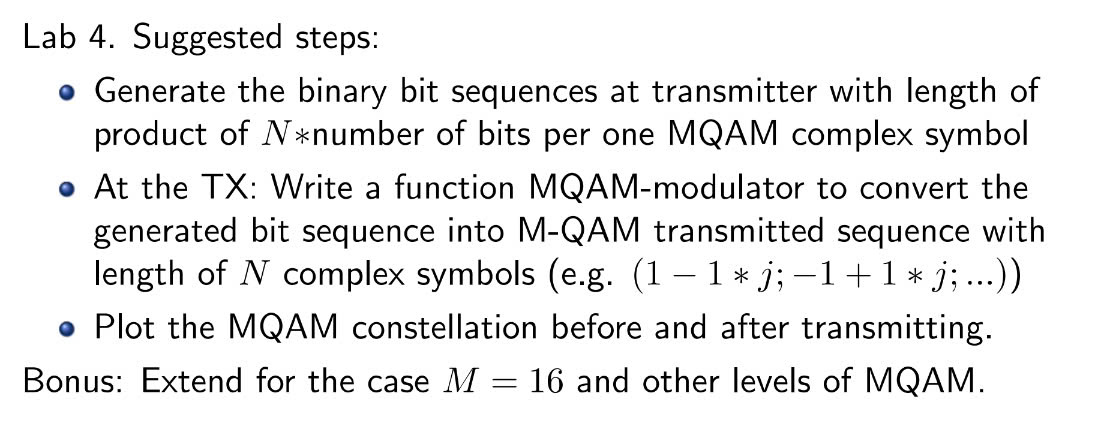 Lab 4. Suggested steps:
• Generate the binary bit sequences at transmitter with length of
product of N*number of bits per one MQAM complex symbol
• At the TX: Write a function MQAM-modulator to convert the
generated bit sequence into M-QAM transmitted sequence with
length of N complex symbols (e.g. (1 − 1 * j; −1 + 1 * j; ...))
• Plot the MQAM constellation before and after transmitting.
Bonus: Extend for the case M = 16 and other levels of MQAM.